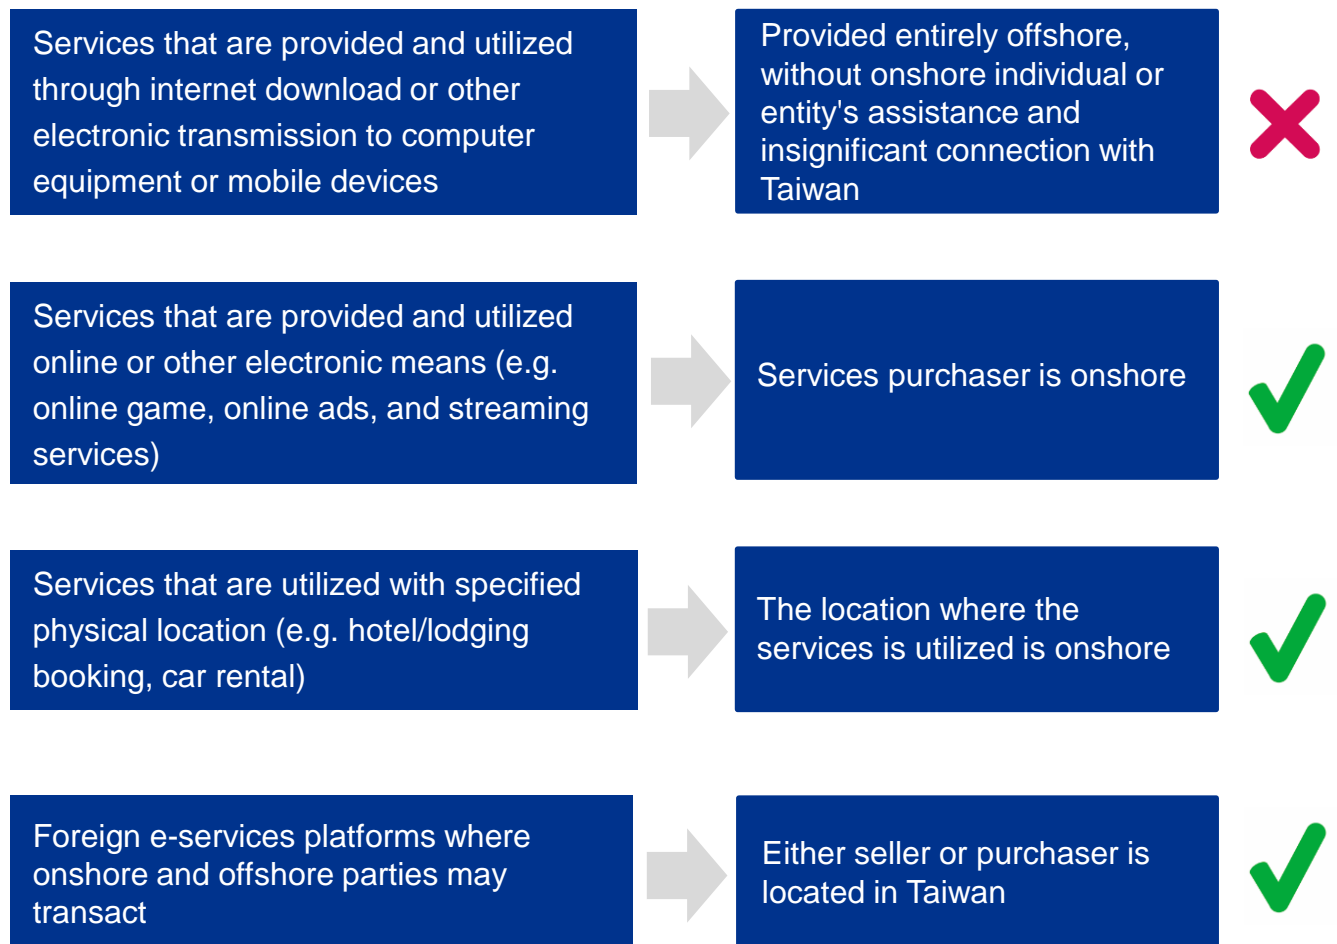 Services that are provided and utilized
through internet download or other
electronic transmission to computer
equipment or mobile devices
Provided entirely offshore,
without onshore individual or
entity's assistance and
insignificant connection with
Taiwan
Services that are provided and utilized
online or other electronic means (e.g.
online game, online ads, and streaming
services)
Services purchaser is onshore
Services that are utilized with specified
physical location (e.g. hotel/lodging
booking, car rental)
The location where the
services is utilized is onshore
Foreign e-services platforms where
onshore and offshore parties may
transact
Either seller or purchaser is
located in Taiwan